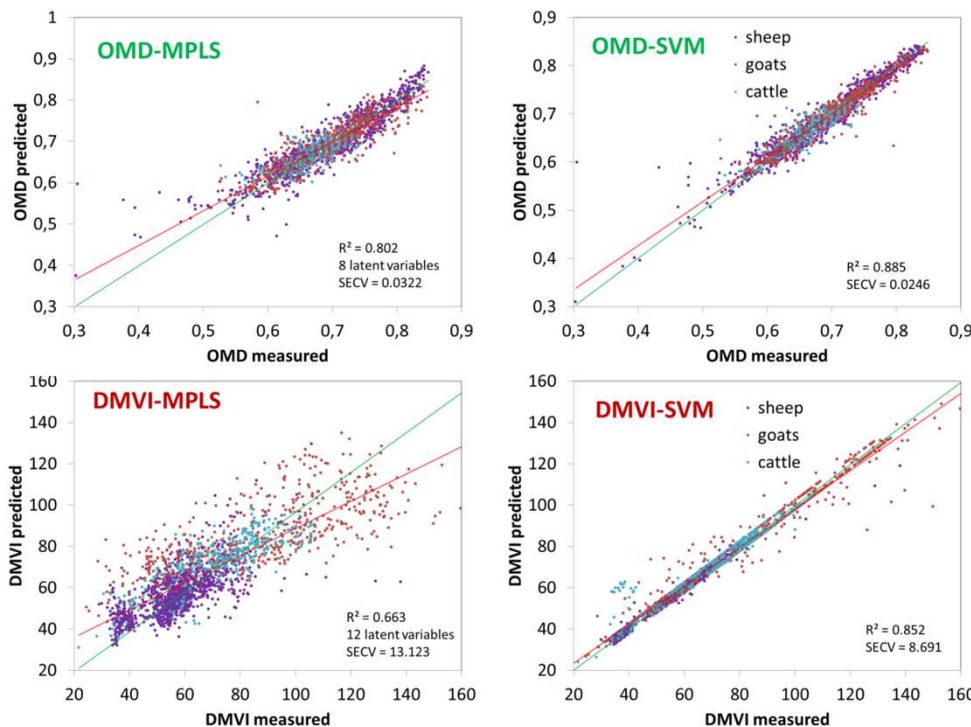 OMD-MPLS
OMD predicted
1
0,9
0,8
0,7
0,6
0,5
0,4
0,3
R² = 0.802
8 latent variables
SECV = 0.0322
0,3 0,4 0,5 0,6 0,7 0,8 0,9
OMD measured
OMD-SVM
sheep
goats
cattle
OMD predicted
0,9
0,8
0,7
0,6
0,5
0,4
0,3
R² = 0.885
SECV = 0.0246
0,3 0,4 0,5 0,6 0,7 0,8 0,9
OMD measured
DMVI-MPLS
DMVI predicted
160
140
120
100
80
60
40
20
R² = 0.663
12 latent variables
SECV = 13.123
20 40 60 80 100 120 140 160
DMVI measured
DMVI-SVM
sheep
goats
cattle
DMVI predicted
160
140
120
100
80
60
40
20
R² = 0.852
SECV = 8.691
20 40 60 80 100 120 140 160
DMVI measured